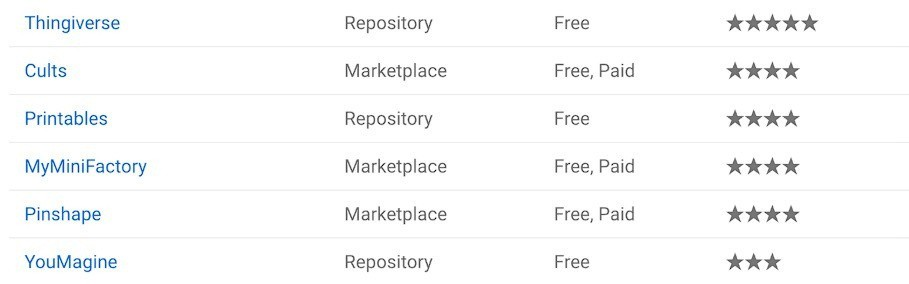 Thingiverse Repository Free ★★★★★
Cults Marketplace Free, Paid ★★★★
Printables Repository Free ★★★★
MyMiniFactory Marketplace Free, Paid ★★★★
Pinshape Marketplace Free, Paid ★★★★
YouMagine Repository Free ★★★